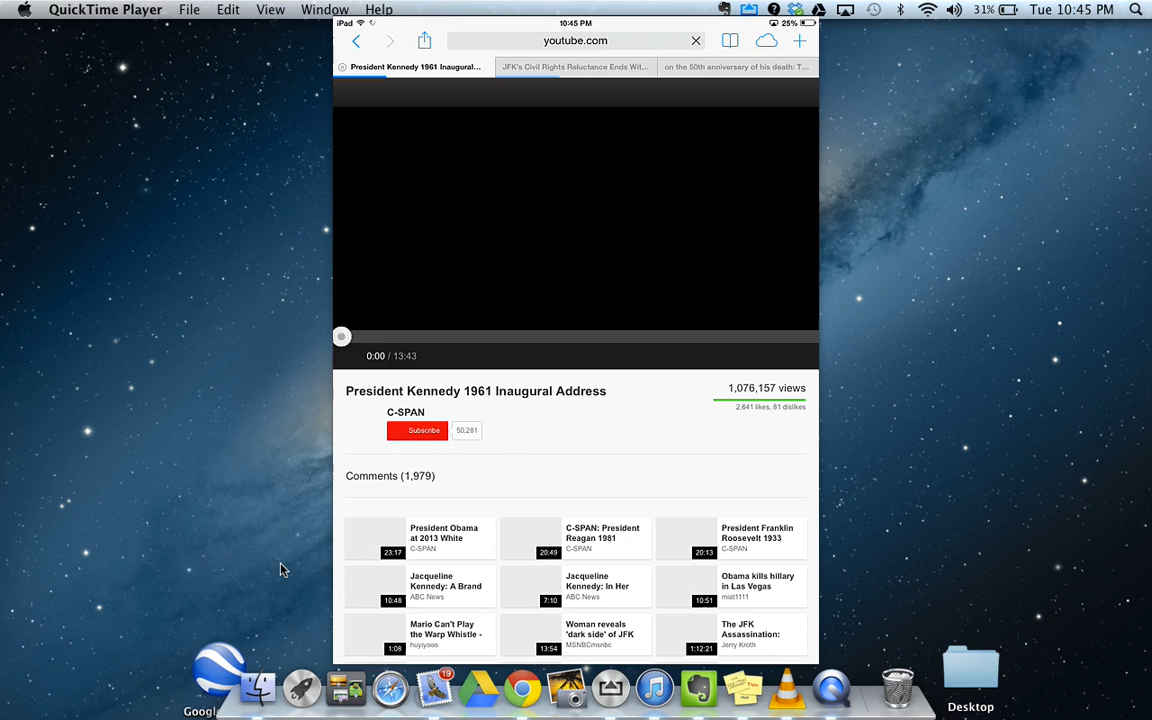 QuickTime Player File Edit View Window Help 31% Tue 10:45 PM
iPad 10:45 PM 25%
youtube.com
President Kennedy 1961 Inaugural... JFK's Civil Rights Reluctance Ends Wit... on the 50th anniversary of his death: T...
0:00 / 13:43
President Kennedy 1961 Inaugural Address
1,076,157 views
2,641 likes, 81 dislikes
C-SPAN
Subscribe 50,281
Comments (1,979)
President Obama
at 2013 White
C-SPAN
23:17
C-SPAN: President
Reagan 1981
C-SPAN
20:49
President Franklin
Roosevelt 1933
C-SPAN
20:13
Jacqueline
Kennedy: A Brand
ABC News
10:48
Jacqueline
Kennedy: In Her
ABC News
7:10
Obama kills hillary
in Las Vegas
miat1111
10:51
Mario Can't Play
the Warp Whistle -
huyiyooo
1:08
Woman reveals
'dark side' of JFK
MSNBCmsnbc
13:54
The JFK
Assassination:
Jerry Kroth
1:12:21
19
Googl
Desktop